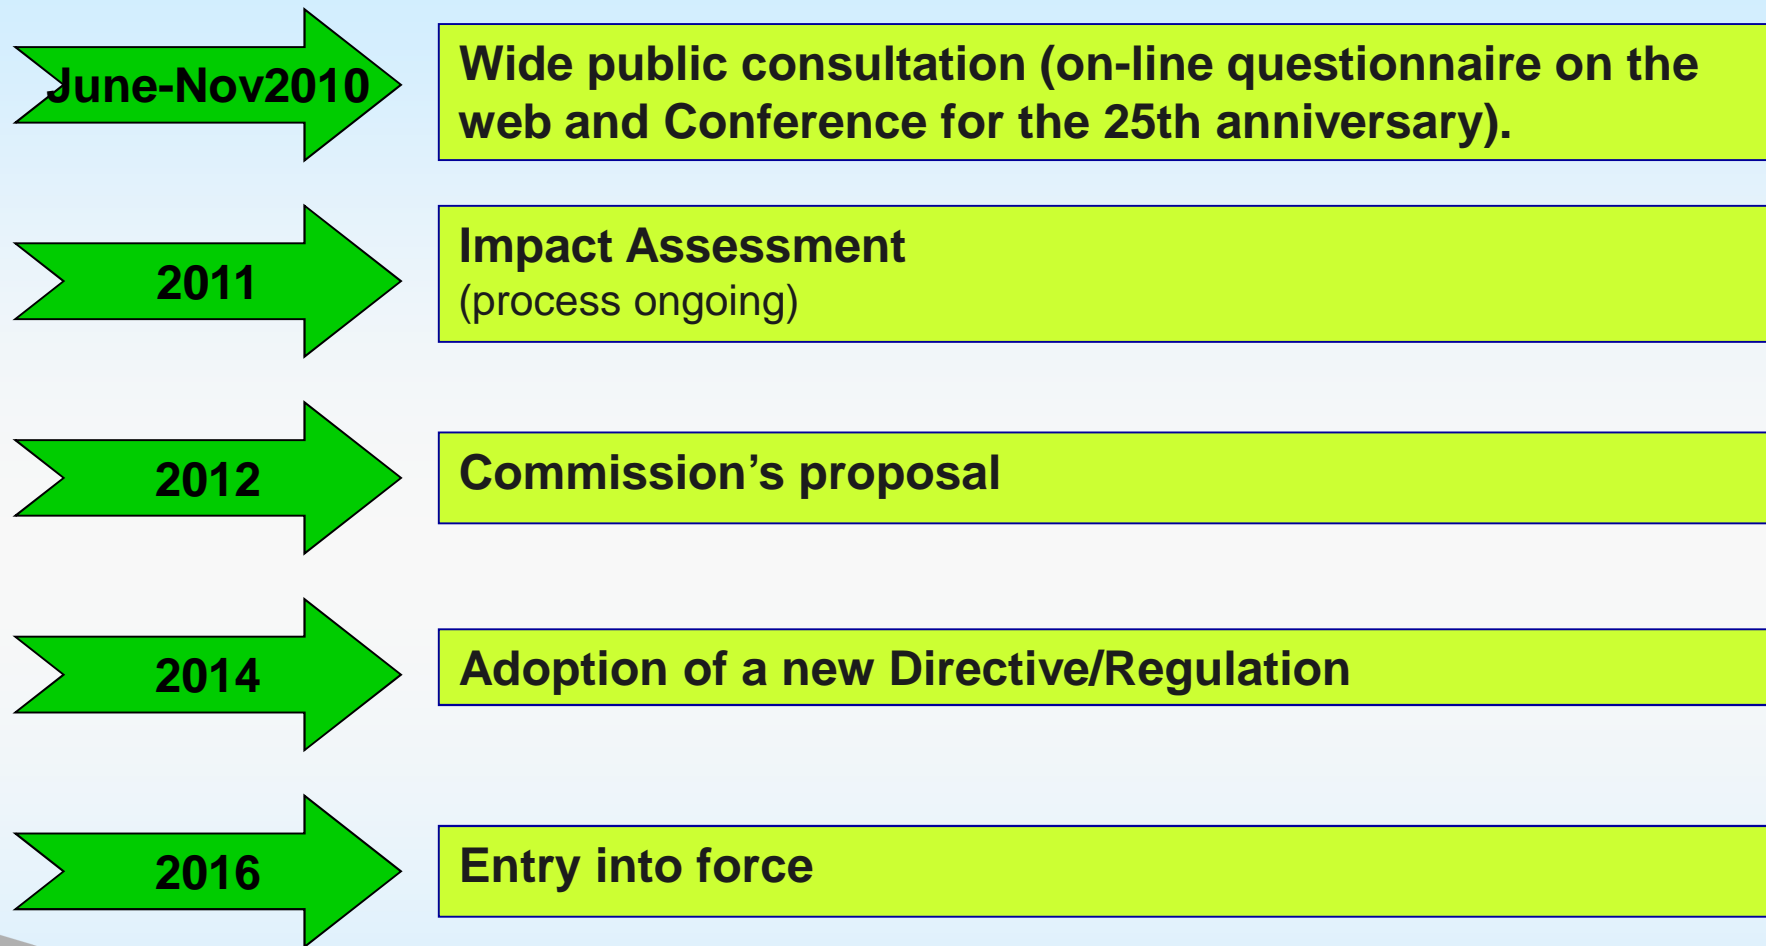 June-Nov2010
Wide public consultation (on-line questionnaire on the
web and Conference for the 25th anniversary).
2011
Impact Assessment
(process ongoing)
2012
Commission’s proposal
2014
Adoption of a new Directive/Regulation
2016
Entry into force